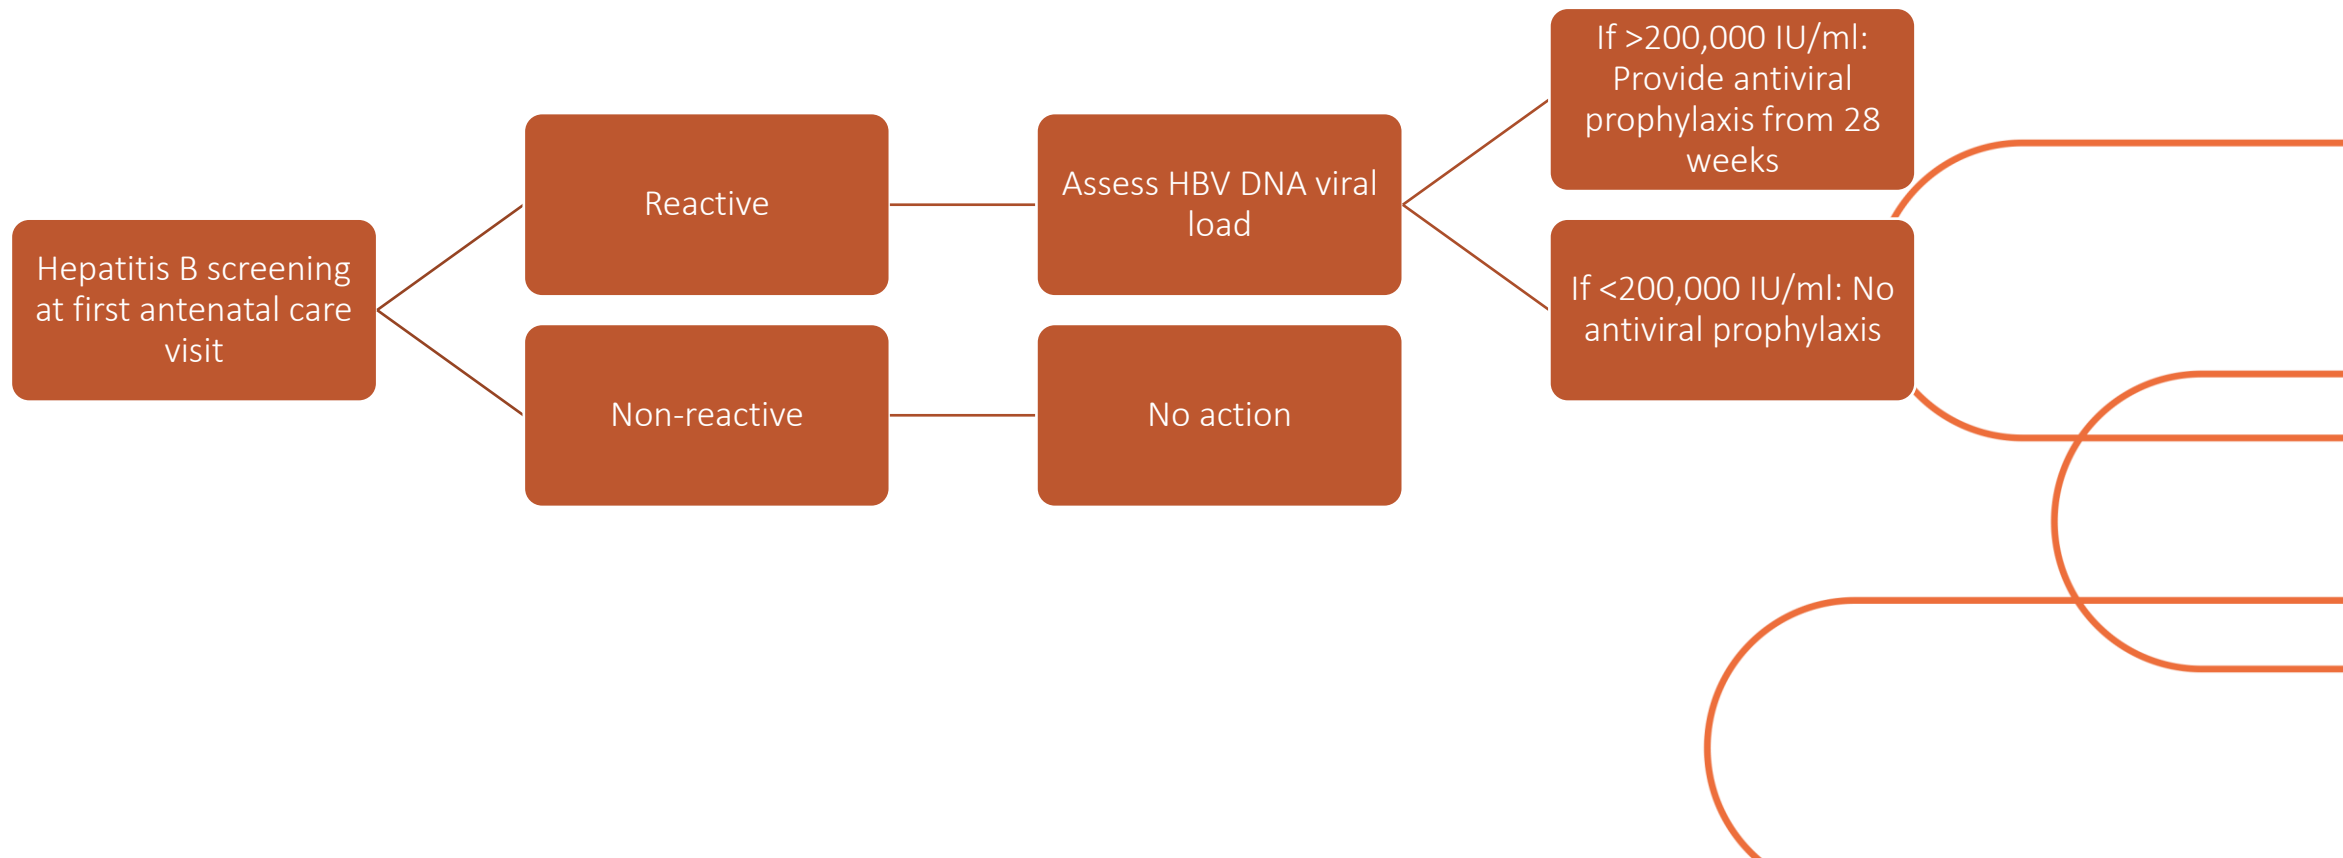 Hepatitis B screening
at first antenatal care
visit
Reactive
Non-reactive
Assess HBV DNA viral
load
No action
If >200,000 IU/ml:
Provide antiviral
prophylaxis from 28
weeks
If <200,000 IU/ml: No
antiviral prophylaxis